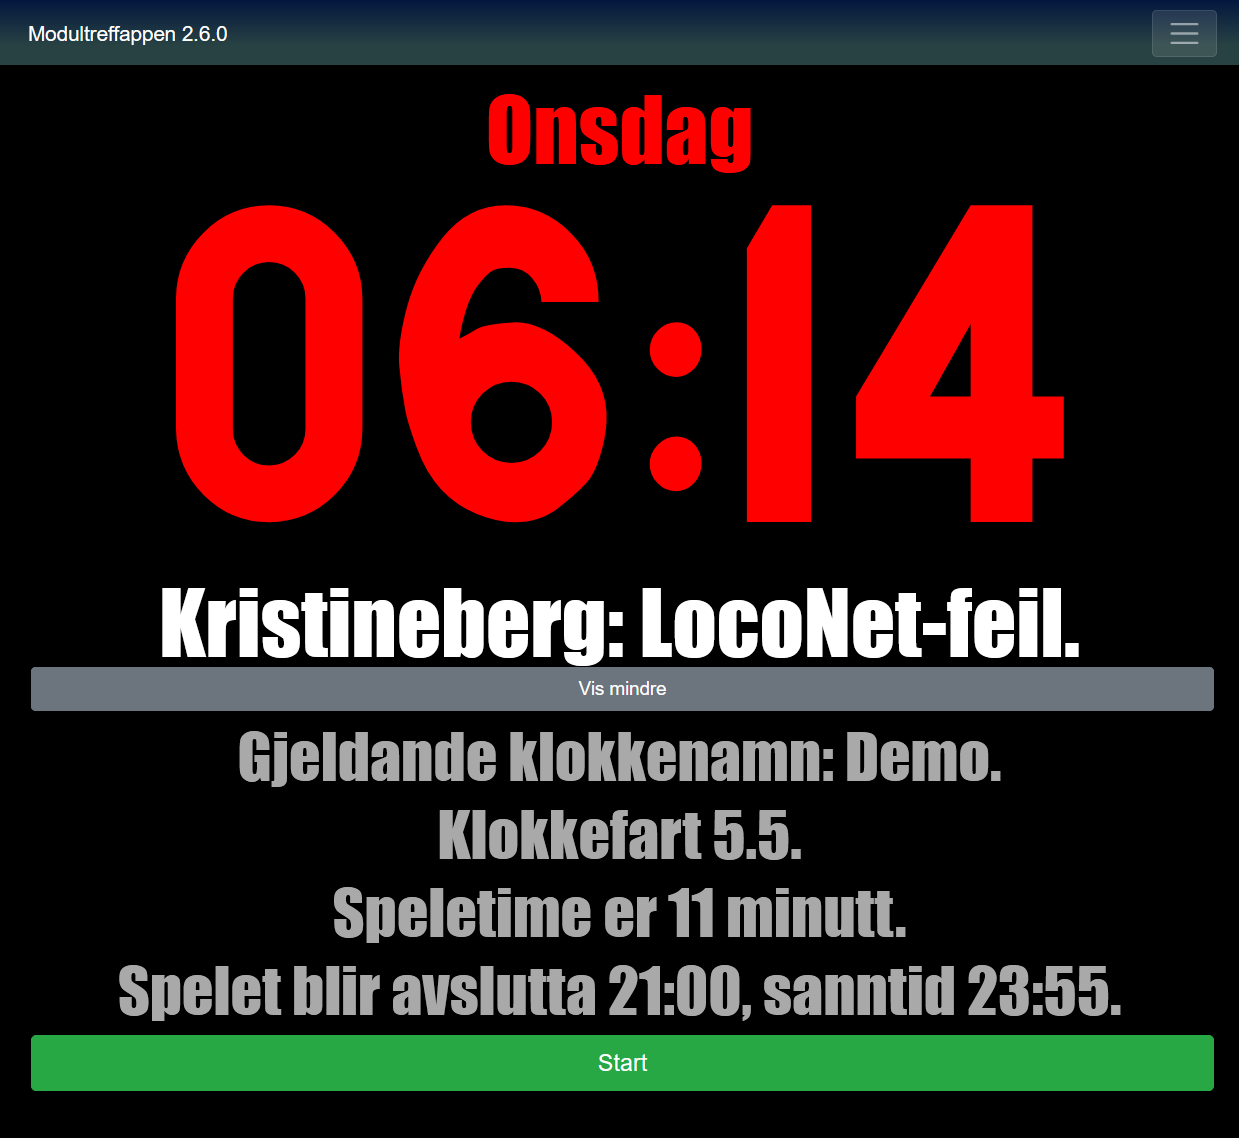 Modultreffappen 2.6.0
Onsdag
06:14
Kristineberg: LocoNet-feil.
Vis mindre
Gjeldande klokkenamn: Demo.
Klokkefart 5.5.
Speletime er 11 minutt.
Spelet blir avslutta 21:00, sanntid 23:55.
Start